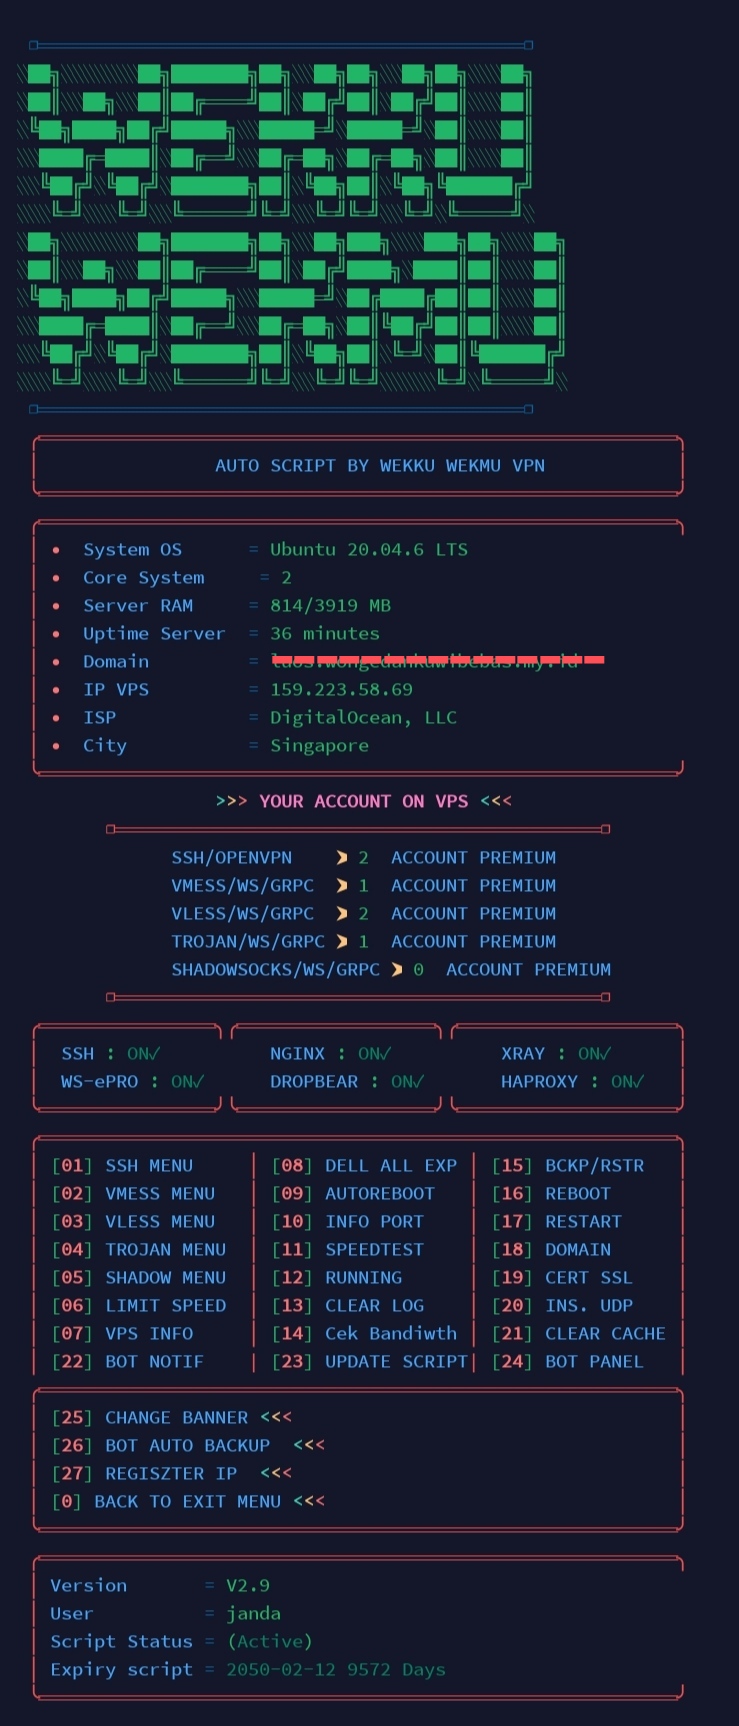 WEKKU
WEKMU
AUTO SCRIPT BY WEKKU WEKMU VPN
• System OS = Ubuntu 20.04.6 LTS
• Core System = 2
• Server RAM = 814/3919 MB
• Uptime Server = 36 minutes
• Domain =
• IP VPS = 159.223.58.69
• ISP = DigitalOcean, LLC
• City = Singapore
>>> YOUR ACCOUNT ON VPS <<<
SSH/OPENVPN ➤ 2 ACCOUNT PREMIUM
VMESS/WS/GRPC ➤ 1 ACCOUNT PREMIUM
VLESS/WS/GRPC ➤ 2 ACCOUNT PREMIUM
TROJAN/WS/GRPC ➤ 1 ACCOUNT PREMIUM
SHADOWSOCKS/WS/GRPC ➤ 0 ACCOUNT PREMIUM
SSH : ON✓ NGINX : ON✓ XRAY : ON✓
WS-ePRO : ON✓ DROPBEAR : ON✓ HAPROXY : ON✓
[01] SSH MENU | [08] DELL ALL EXP | [15] BCKP/RSTR
[02] VMESS MENU | [09] AUTOREBOOT | [16] REBOOT
[03] VLESS MENU | [10] INFO PORT | [17] RESTART
[04] TROJAN MENU | [11] SPEEDTEST | [18] DOMAIN
[05] SHADOW MENU | [12] RUNNING | [19] CERT SSL
[06] LIMIT SPEED | [13] CLEAR LOG | [20] INS. UDP
[07] VPS INFO | [14] Cek Bandiwth | [21] CLEAR CACHE
[22] BOT NOTIF | [23] UPDATE SCRIPT| [24] BOT PANEL
[25] CHANGE BANNER <<<
[26] BOT AUTO BACKUP <<<
[27] REGISZTER IP <<<
[0] BACK TO EXIT MENU <<<
Version = V2.9
User = janda
Script Status = (Active)
Expiry script = 2050-02-12 9572 Days